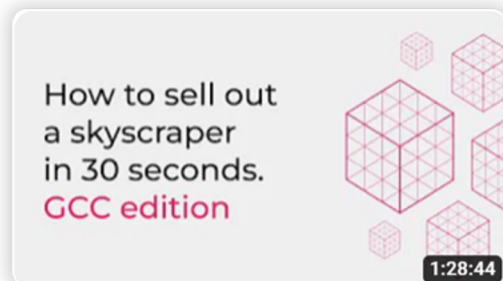 How to sell out
a skyscraper
in 30 seconds.
GCC edition
1:28:44